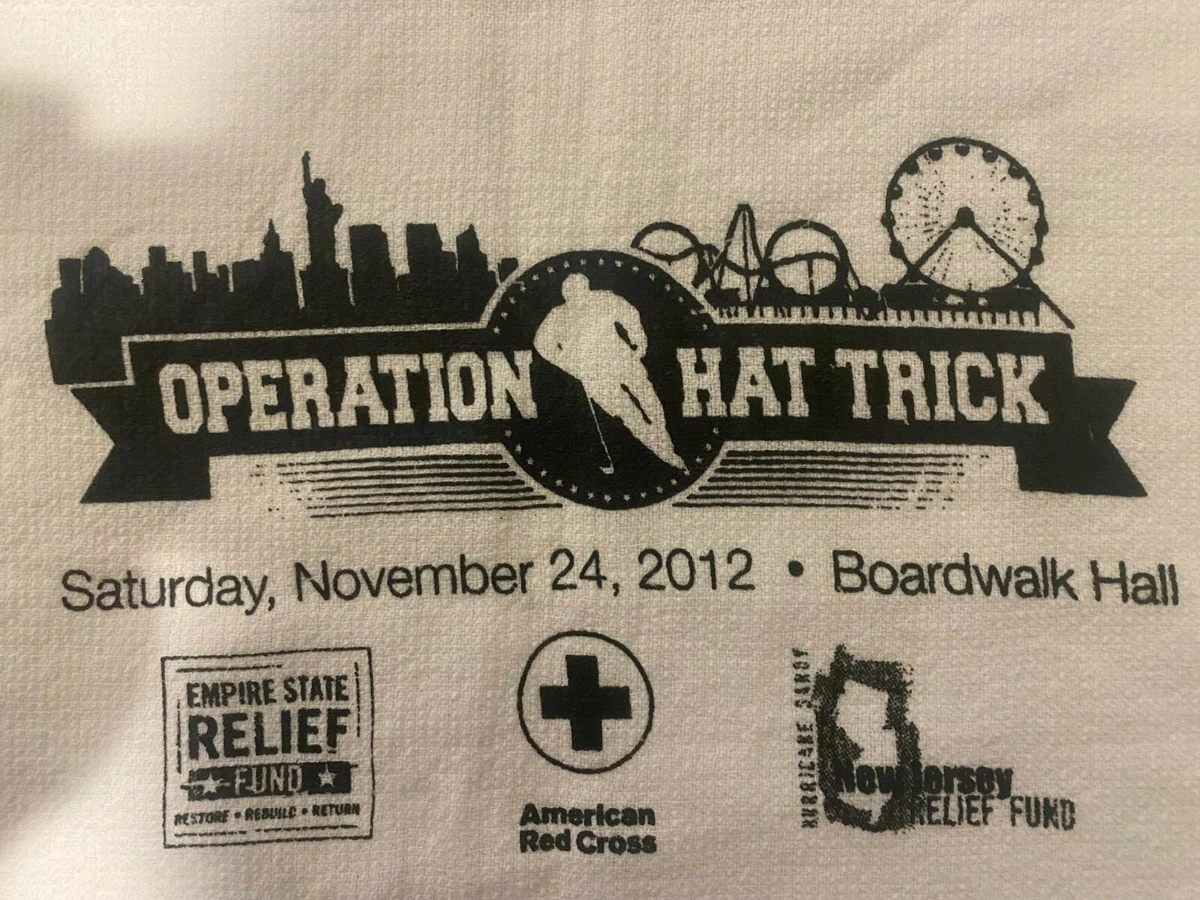 OPERATION HAT TRICK
Saturday, November 24, 2012 • Boardwalk Hall
EMPIRE STATE
RELIEF
FUND
RESTORE • REBUILD • RETURN
American
Red Cross
HURRICANE SANDY
New Jersey
RELIEF FUND